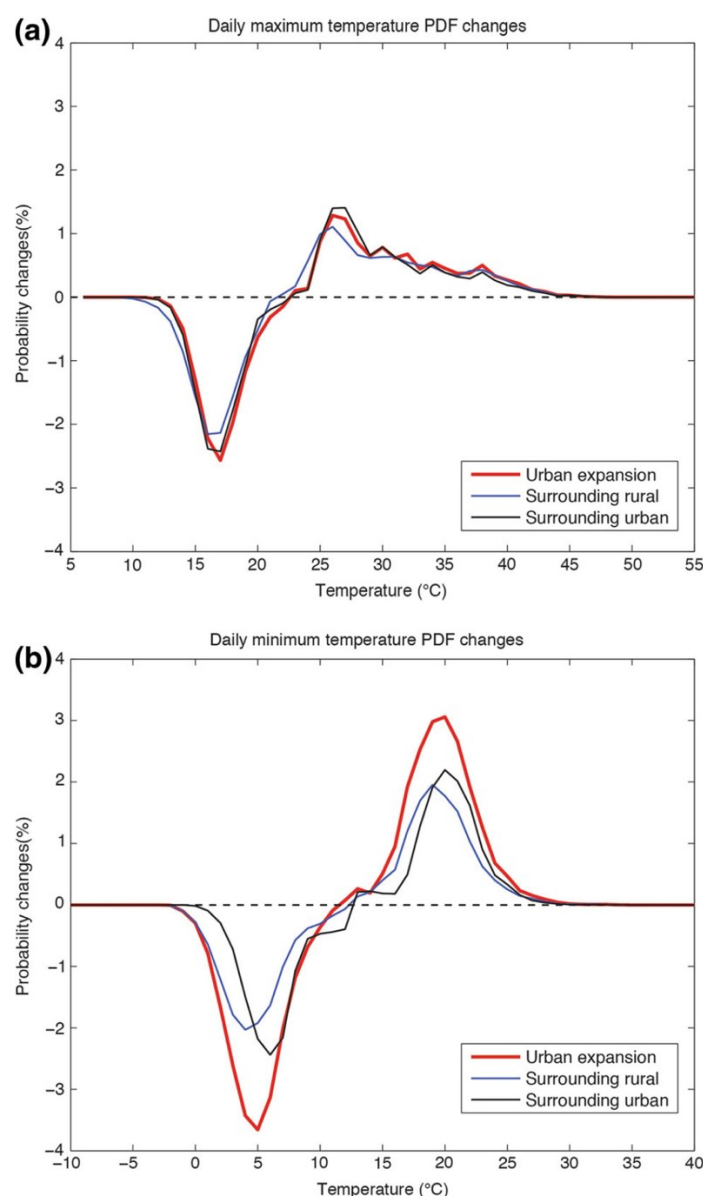 (a)
Daily maximum temperature PDF changes
4
3
2
1
0
−1
−2
−3
−4
Probability changes(%)
Urban expansion
Surrounding rural
Surrounding urban
5 10 15 20 25 30 35 40 45 50 55
Temperature (°C)
(b)
Daily minimum temperature PDF changes
4
3
2
1
0
−1
−2
−3
−4
Probability changes(%)
Urban expansion
Surrounding rural
Surrounding urban
−10 −5 0 5 10 15 20 25 30 35 40
Temperature (°C)